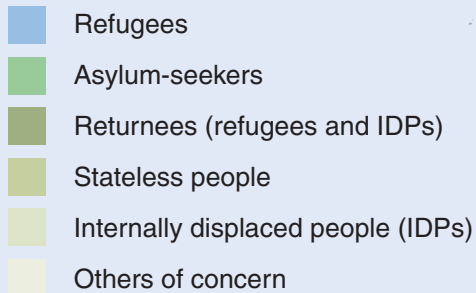 Refugees
Asylum-seekers
Returnees (refugees and IDPs)
Stateless people
Internally displaced people (IDPs)
Others of concern